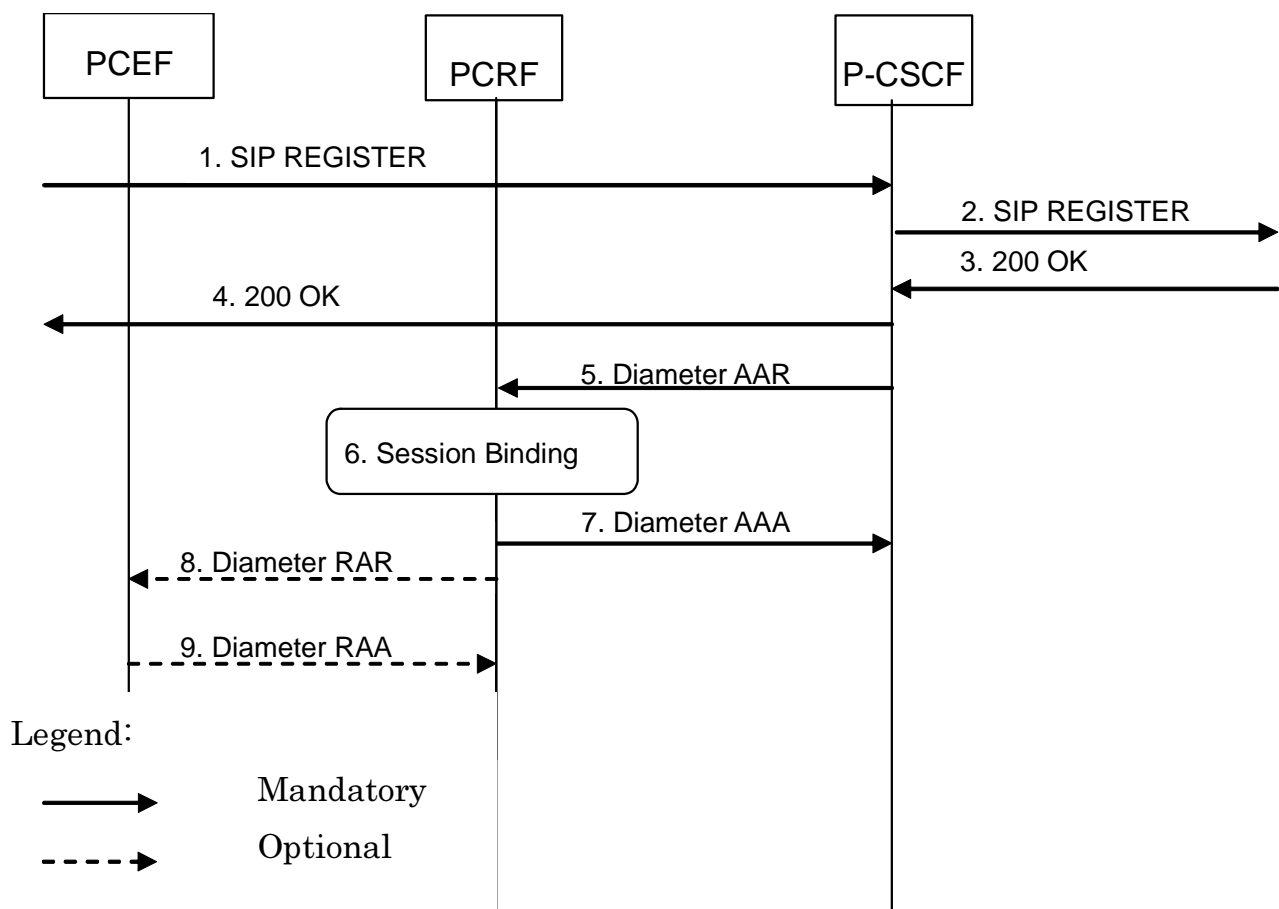 PCEF
PCRF
P-CSCF
1. SIP REGISTER
2. SIP REGISTER
3. 200 OK
4. 200 OK
5. Diameter AAR
6. Session Binding
7. Diameter AAA
8. Diameter RAR
9. Diameter RAA
Legend:
Mandatory
Optional